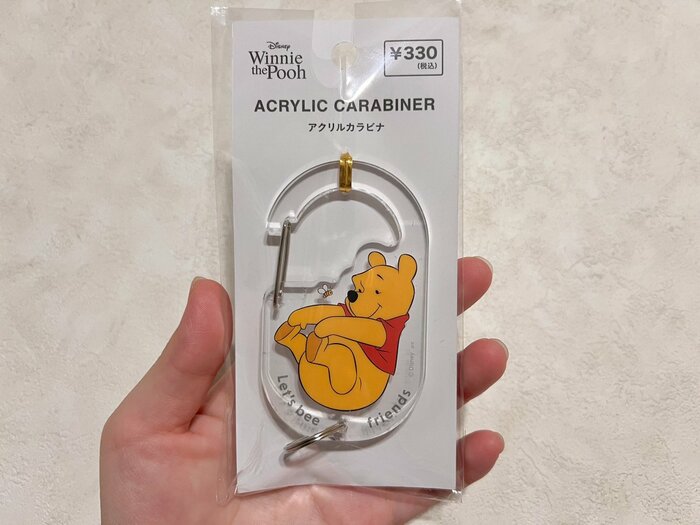 Disney
Winnie
the Pooh
¥330
(税込)
ACRYLIC CARABINER
アクリルカラビナ
Let's bee
friends
© Disney